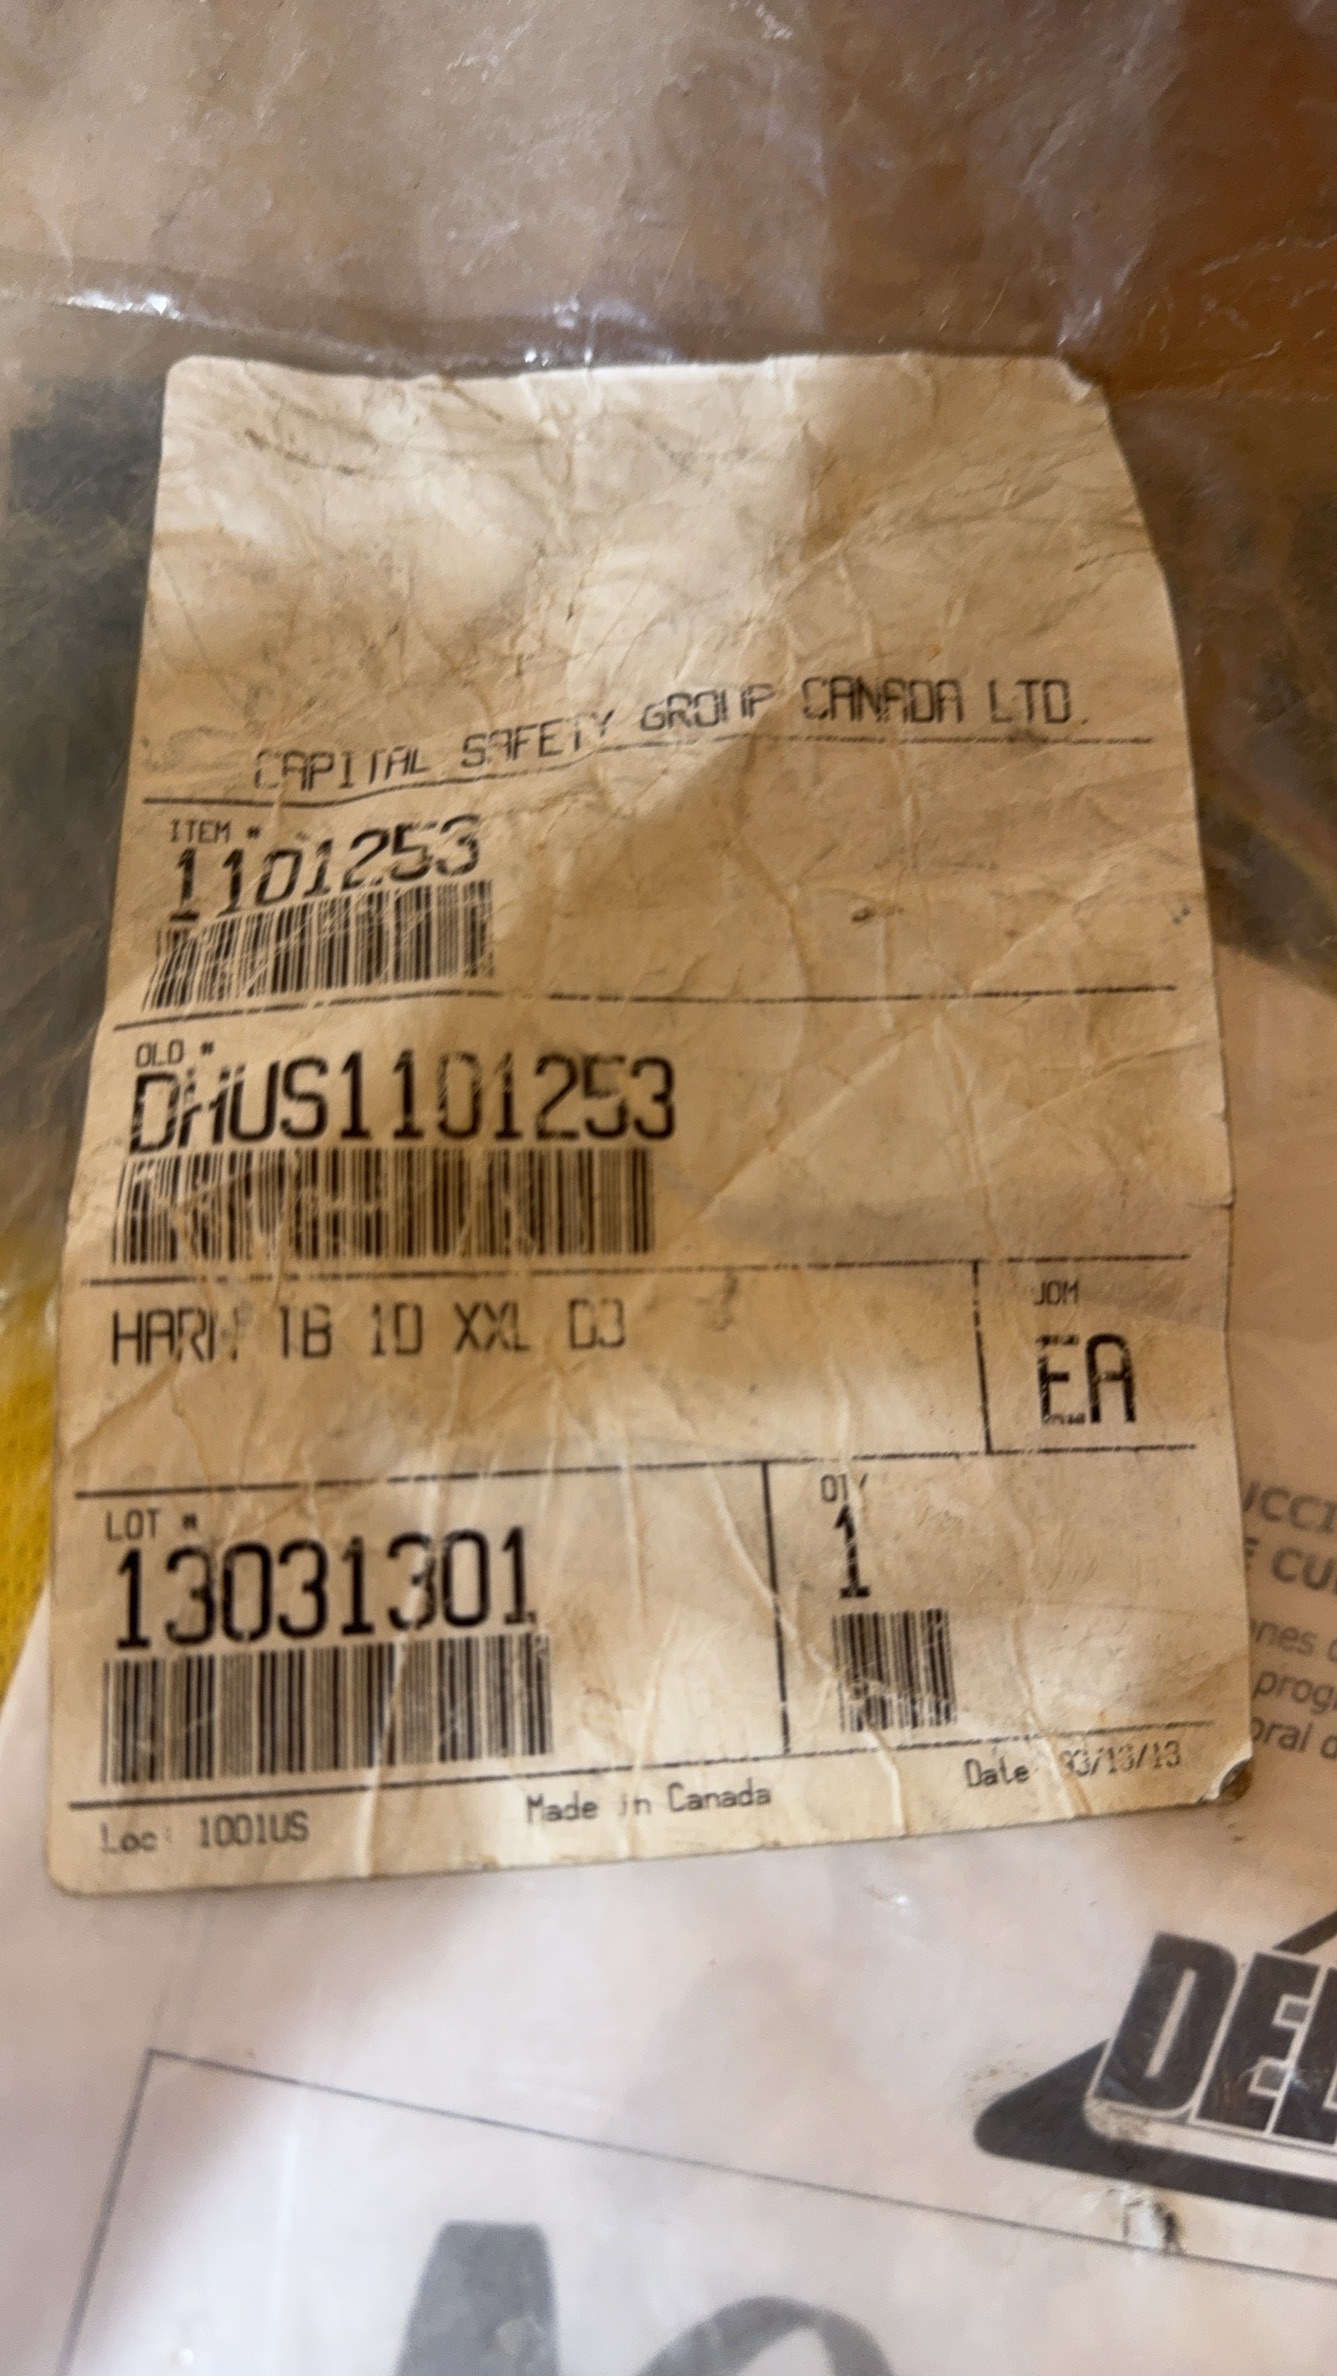 CAPITAL SAFETY GROUP CANADA LTD.
ITEM #
1101253
OLD #
DHUS1101253
HARN 1B 1D XXL D3
UOM
EA
LOT #
13031301
QTY
1
Loc: 1001US
Made in Canada
Date 03/13/13